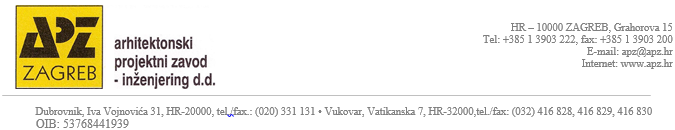 APZ
ZAGREB
arhitektonski
projektni zavod
- inženjering d.d.
HR – 10000 ZAGREB, Grahorova 15
Tel: +385 1 3903 222, fax: +385 1 3903 200
E-mail: apz@apz.hr
Internet: www.apz.hr
Dubrovnik, Iva Vojnovića 31, HR-20000, tel./fax.: (020) 331 131 • Vukovar, Vatikanska 7, HR-32000,tel./fax: (032) 416 828, 416 829, 416 830
OIB: 53768441939